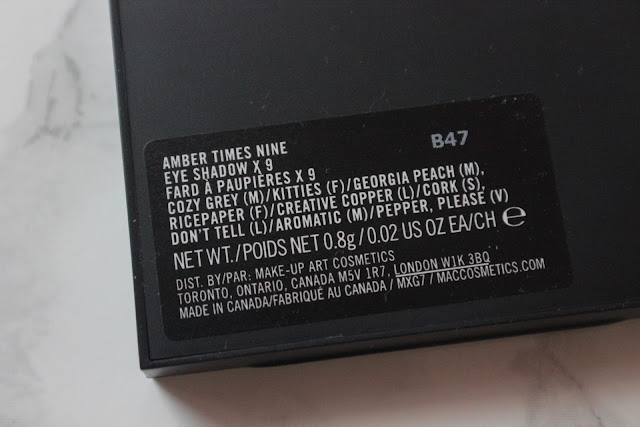 B47
AMBER TIMES NINE
EYE SHADOW X 9
FARD À PAUPIÈRES X 9
COZY GREY (M)/KITTIES (F)/GEORGIA PEACH (M),
RICEPAPER (F)/CREATIVE COPPER (L)/CORK (S),
DON'T TELL (L)/AROMATIC (M)/PEPPER, PLEASE (V)
NET WT./POIDS NET 0.8g/0.02 US OZ EA/CH ℮
DIST. BY/PAR: MAKE-UP ART COSMETICS
TORONTO, ONTARIO, CANADA M5V 1R7, LONDON W1K 3BQ
MADE IN CANADA/FABRIQUÉ AU CANADA / MXG7 / MACCOSMETICS.COM